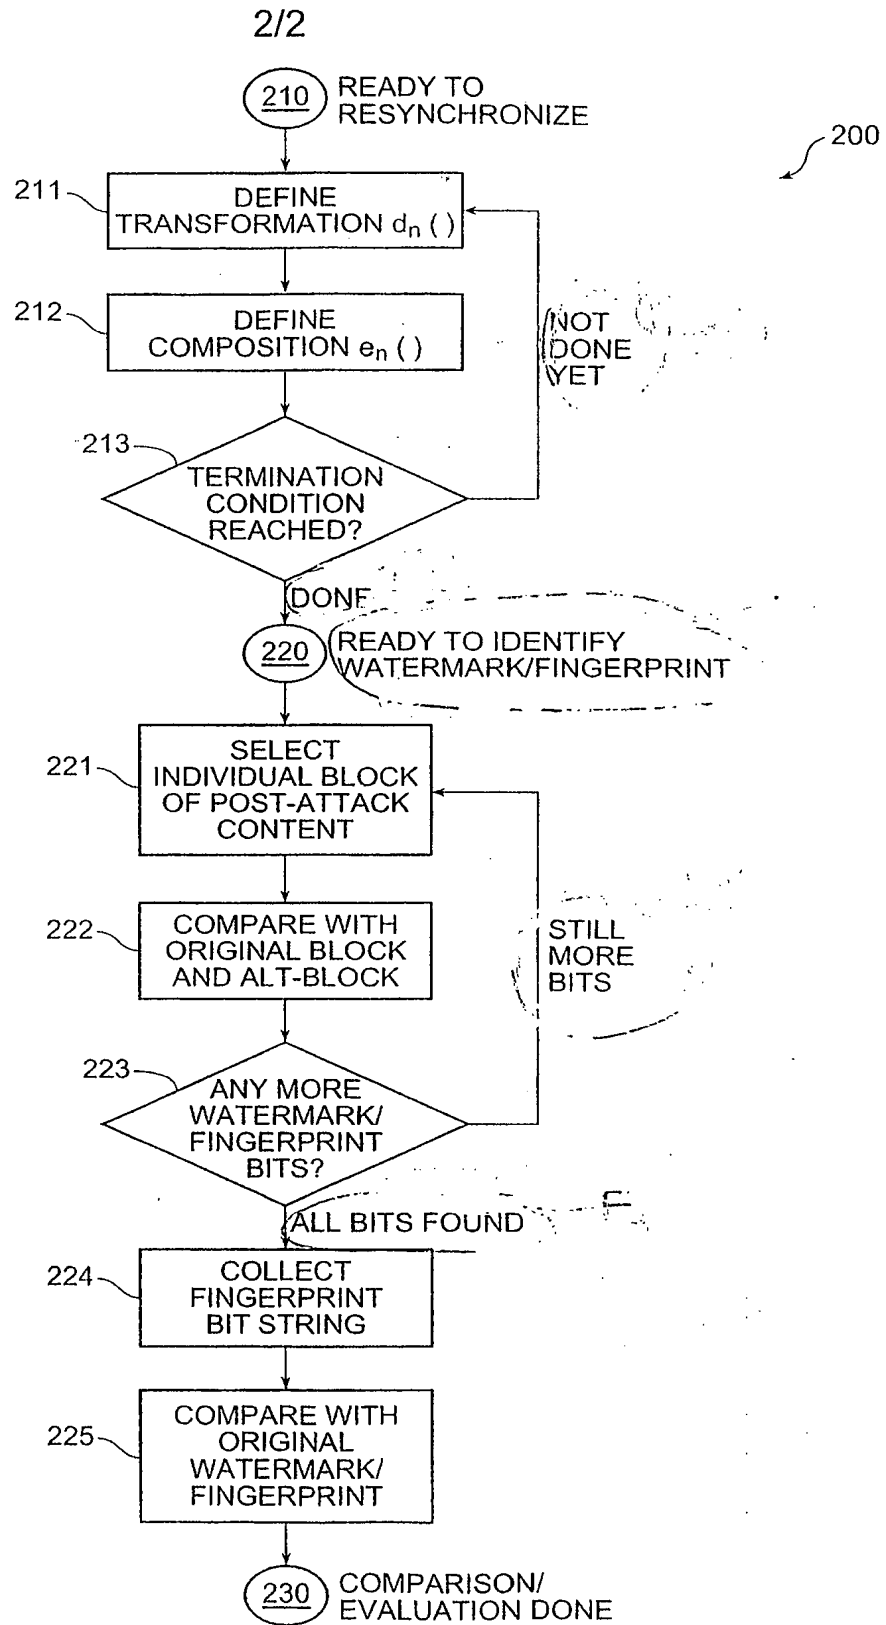 2/2
210
READY TO
RESYNCHRONIZE
200
211
DEFINE
TRANSFORMATION dn ( )
212
DEFINE
COMPOSITION en ( )
NOT
DONE
YET
213
TERMINATION
CONDITION
REACHED?
DONE
220
READY TO IDENTIFY
WATERMARK/FINGERPRINT
221
SELECT
INDIVIDUAL BLOCK
OF POST-ATTACK
CONTENT
222
COMPARE WITH
ORIGINAL BLOCK
AND ALT-BLOCK
STILL
MORE
BITS
223
ANY MORE
WATERMARK/
FINGERPRINT
BITS?
ALL BITS FOUND
224
COLLECT
FINGERPRINT
BIT STRING
225
COMPARE WITH
ORIGINAL
WATERMARK/
FINGERPRINT
230
COMPARISON/
EVALUATION DONE